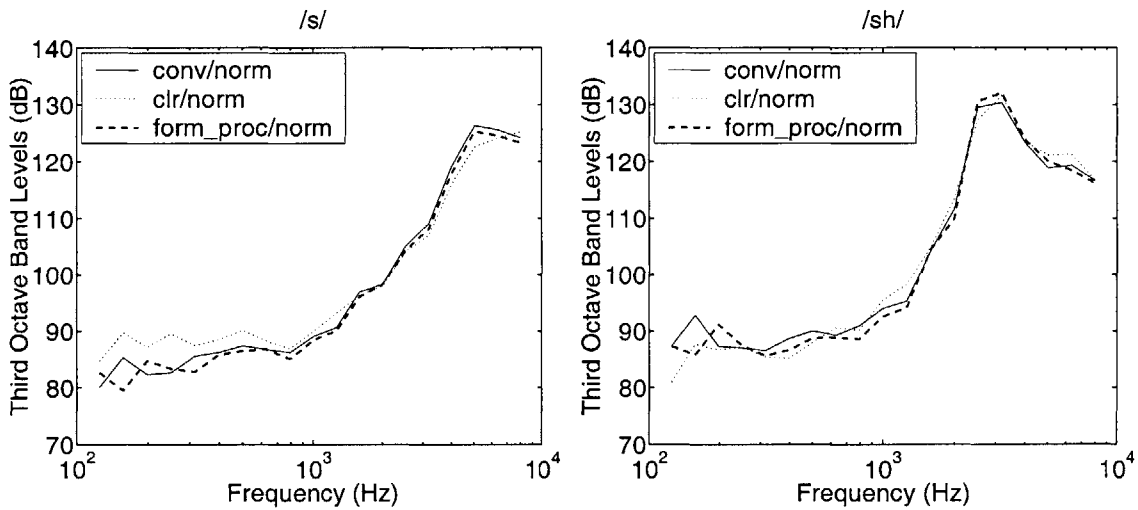 /s/
140
130
120
110
100
90
80
70
Third Octave Band Levels (dB)
conv/norm
clr/norm
form_proc/norm
10^2
10^3
10^4
Frequency (Hz)
/sh/
140
130
120
110
100
90
80
70
Third Octave Band Levels (dB)
conv/norm
clr/norm
form_proc/norm
10^2
10^3
10^4
Frequency (Hz)